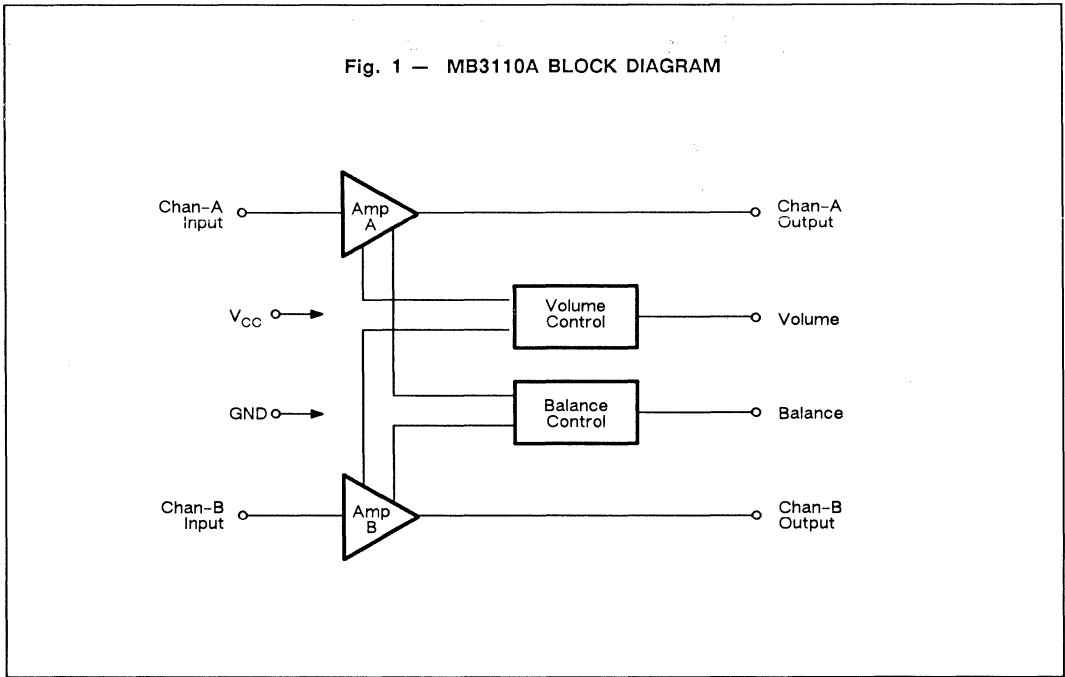 Fig. 1 — MB3110A BLOCK DIAGRAM
Chan-A
Input
Amp
A
Chan-A
Output
VCC
Volume
Control
Volume
GND
Balance
Control
Balance
Chan-B
Input
Amp
B
Chan-B
Output